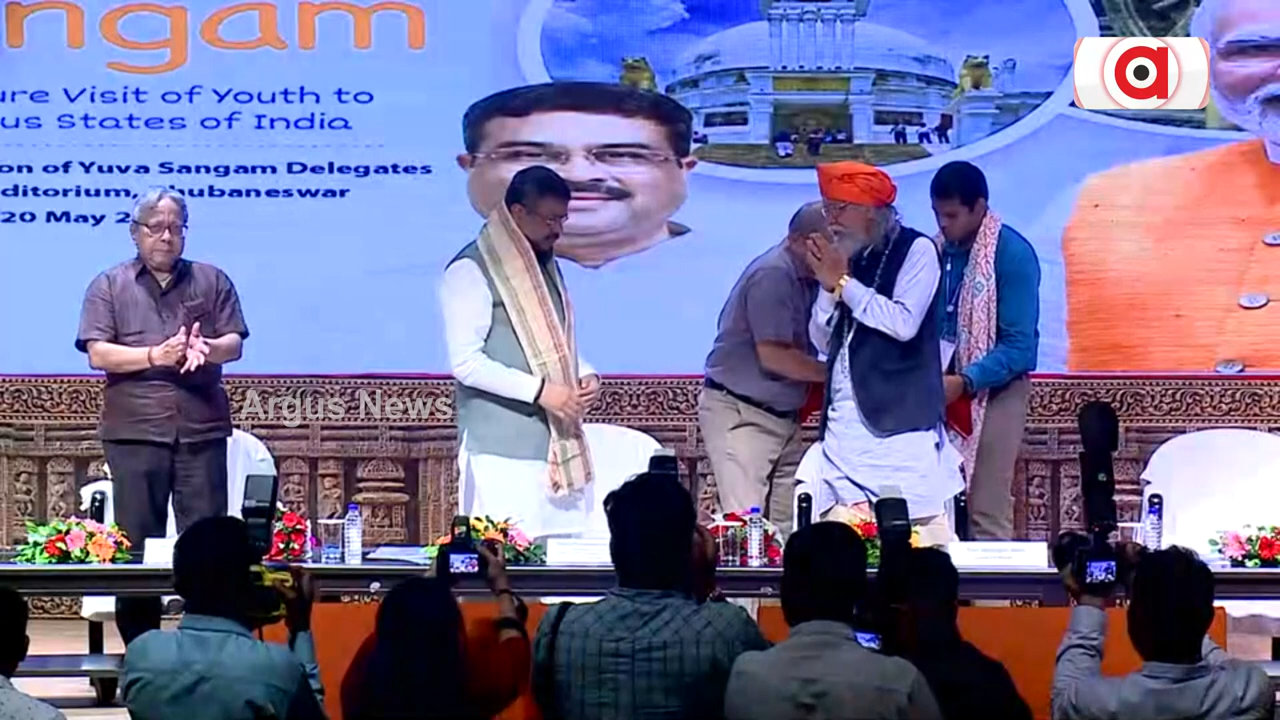 ngam
ure Visit of Youth to
us States of India
on of Yuva Sangam Delegates
ditorium, Bhubaneswar
20 May 2
a
Argus News